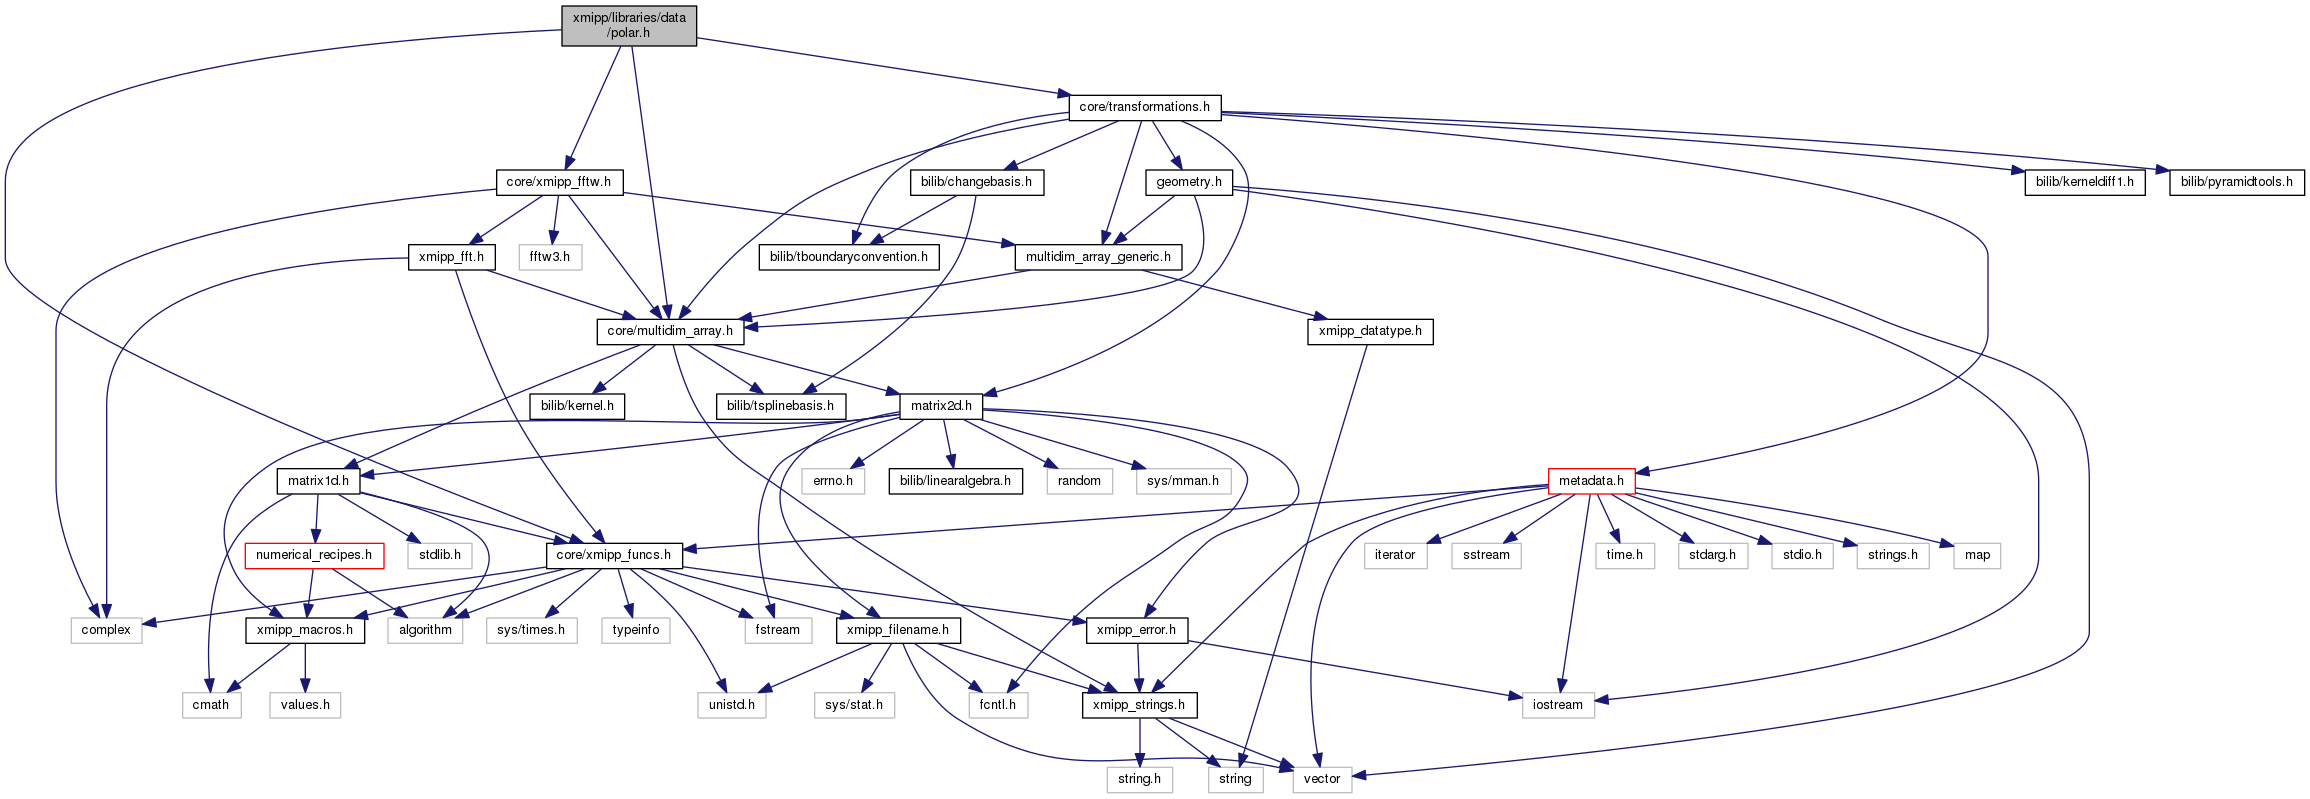 xmipp/libraries/data
/polar.h
core/transformations.h
core/xmipp_fftw.h
bilib/changebasis.h
geometry.h
bilib/kerneldiff1.h
bilib/pyramidtools.h
xmipp_fft.h
fftw3.h
bilib/tboundaryconvention.h
multidim_array_generic.h
core/multidim_array.h
xmipp_datatype.h
bilib/kernel.h
bilib/tsplinebasis.h
matrix2d.h
matrix1d.h
errno.h
bilib/linearalgebra.h
random
sys/mman.h
metadata.h
numerical_recipes.h
stdlib.h
core/xmipp_funcs.h
iterator
sstream
time.h
stdarg.h
stdio.h
strings.h
map
complex
xmipp_macros.h
algorithm
sys/times.h
typeinfo
fstream
xmipp_filename.h
xmipp_error.h
cmath
values.h
unistd.h
sys/stat.h
fcntl.h
xmipp_strings.h
iostream
string.h
string
vector